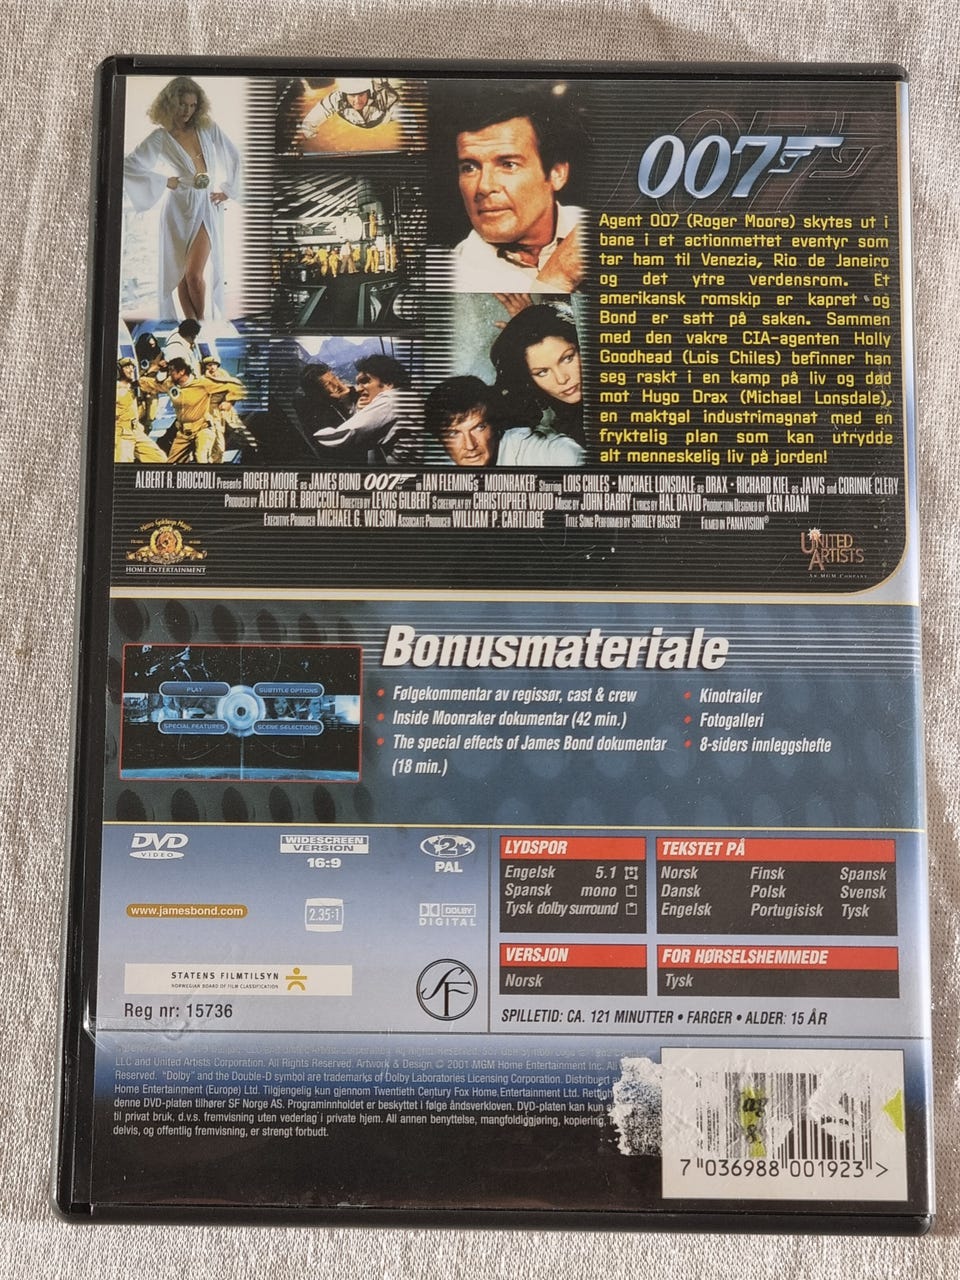 007
Agent 007 (Roger Moore) skytes ut i
bane i et actionmettet eventyr som
tar ham til Venezia, Rio de Janeiro
og det ytre verdensrom. Et
amerikansk romskip er kapret og
Bond er satt på saken. Sammen
med den vakre CIA-agenten Holly
Goodhead (Lois Chiles) befinner han
seg raskt i en kamp på liv og død
mot Hugo Drax (Michael Lonsdale),
en maktgal industrimagnat med en
fryktelig plan som kan utrydde
alt menneskelig liv på jorden!
ALBERT R. BROCCOLI Presents ROGER MOORE as JAMES BOND 007 in IAN FLEMING's "MOONRAKER" Starring LOIS CHILES • MICHAEL LONSDALE as DRAX • RICHARD KIEL as JAWS and CORINNE CLERY
PRODUCED BY ALBERT R. BROCCOLI DIRECTED BY LEWIS GILBERT SCREENPLAY BY CHRISTOPHER WOOD MUSIC BY JOHN BARRY LYRICS BY HAL DAVID PRODUCTION DESIGNED BY KEN ADAM
EXECUTIVE PRODUCER MICHAEL G. WILSON ASSOCIATE PRODUCER WILLIAM P. CARTLIDGE TITLE SONG PERFORMED BY SHIRLEY BASSEY FILMED IN PANAVISION®
Metro Goldwyn Mayer
HOME ENTERTAINMENT
UNITED ARTISTS
AN MGM COMPANY
Bonusmateriale
PLAY
SUBTITLE OPTIONS
SPECIAL FEATURES
SCENE SELECTIONS
• Følgekommentar av regissør, cast & crew
• Inside Moonraker dokumentar (42 min.)
• The special effects of James Bond dokumentar
(18 min.)
• Kinotrailer
• Fotogalleri
• 8-siders innleggshefte
DVD
VIDEO
WIDESCREEN
VERSION
16:9
2
PAL
www.jamesbond.com
2.35:1
DOLBY
DIGITAL
STATENS FILMTILSYN
NORWEGIAN BOARD OF FILM CLASSIFICATION
Reg nr: 15736
SF
LYDSPOR
Engelsk 5.1
Spansk mono
Tysk dolby surround
TEKSTET PÅ
Norsk Finsk Spansk
Dansk Polsk Svensk
Engelsk Portugisisk Tysk
VERSJON
Norsk
FOR HØRSELSHEMMEDE
Tysk
SPILLETID: CA. 121 MINUTTER • FARGER • ALDER: 15 ÅR
LLC and United Artists Corporation. All Rights Reserved. Artwork & Design © 2001 MGM Home Entertainment Inc. All
Reserved. "Dolby" and the Double-D symbol are trademarks of Dolby Laboratories Licensing Corporation. Distribuert a
Home Entertainment (Europe) Ltd. Tilgjengelig kun gjennom Twentieth Century Fox Home Entertainment Ltd. Rettigh
denne DVD-platen tilhører SF Norge AS. Programinnholdet er beskyttet i følge åndsverkloven. DVD-platen kun a
til privat bruk, d.v.s. fremvisning uten vederlag i private hjem. All annen benyttelse, mangfoldiggjøring, kopiering,
delvis, og offentlig fremvisning, er strengt forbudt.
7 036988 001923 >